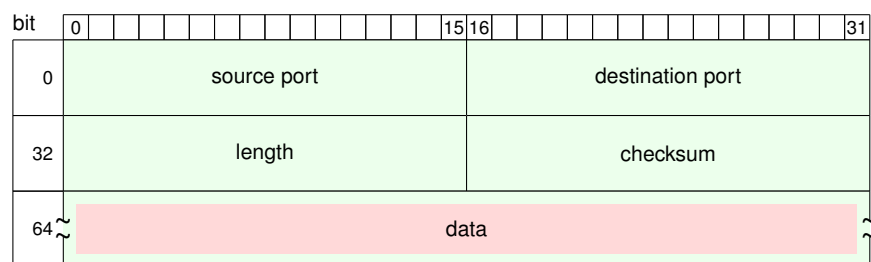 bit 0 15 16 31
0 source port destination port
32 length checksum
64 data